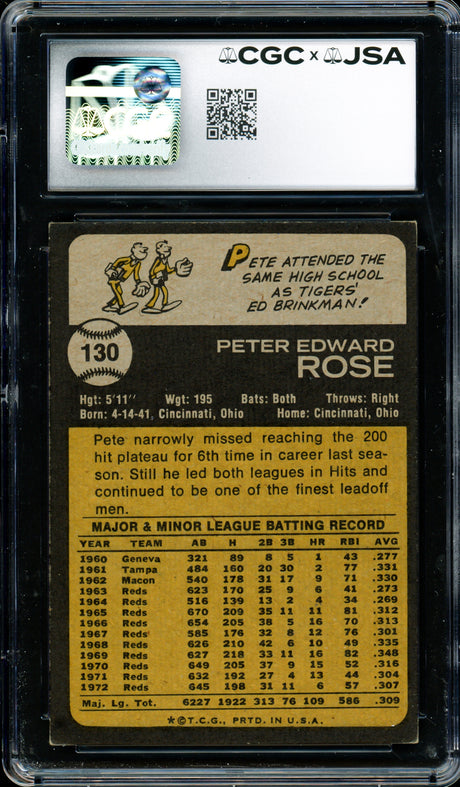 CGC x JSA
PETE ATTENDED THE
SAME HIGH SCHOOL
AS TIGERS'
ED BRINKMAN!
130
PETER EDWARD
ROSE
Hgt: 5'11" Wgt: 195 Bats: Both Throws: Right
Born: 4-14-41, Cincinnati, Ohio Home: Cincinnati, Ohio
Pete narrowly missed reaching the 200
hit plateau for 6th time in career last sea-
son. Still he led both leagues in Hits and
continued to be one of the finest leadoff
men.
MAJOR & MINOR LEAGUE BATTING RECORD
YEAR TEAM AB H 2B 3B HR RBI AVG
1960 Geneva 321 89 8 5 1 43 .277
1961 Tampa 484 160 20 30 2 77 .331
1962 Macon 540 178 31 17 9 71 .330
1963 Reds 623 170 25 9 6 41 .273
1964 Reds 516 139 13 2 4 34 .269
1965 Reds 670 209 35 11 11 81 .312
1966 Reds 654 205 38 5 16 70 .313
1967 Reds 585 176 32 8 12 76 .301
1968 Reds 626 210 42 6 10 49 .335
1969 Reds 627 218 33 11 16 82 .348
1970 Reds 649 205 37 9 15 52 .316
1971 Reds 632 192 27 4 13 44 .304
1972 Reds 645 198 31 11 6 57 .307
Maj. Lg. Tot. 6227 1922 313 76 109 586 .309
*©T.C.G., PRTD. IN U.S.A.